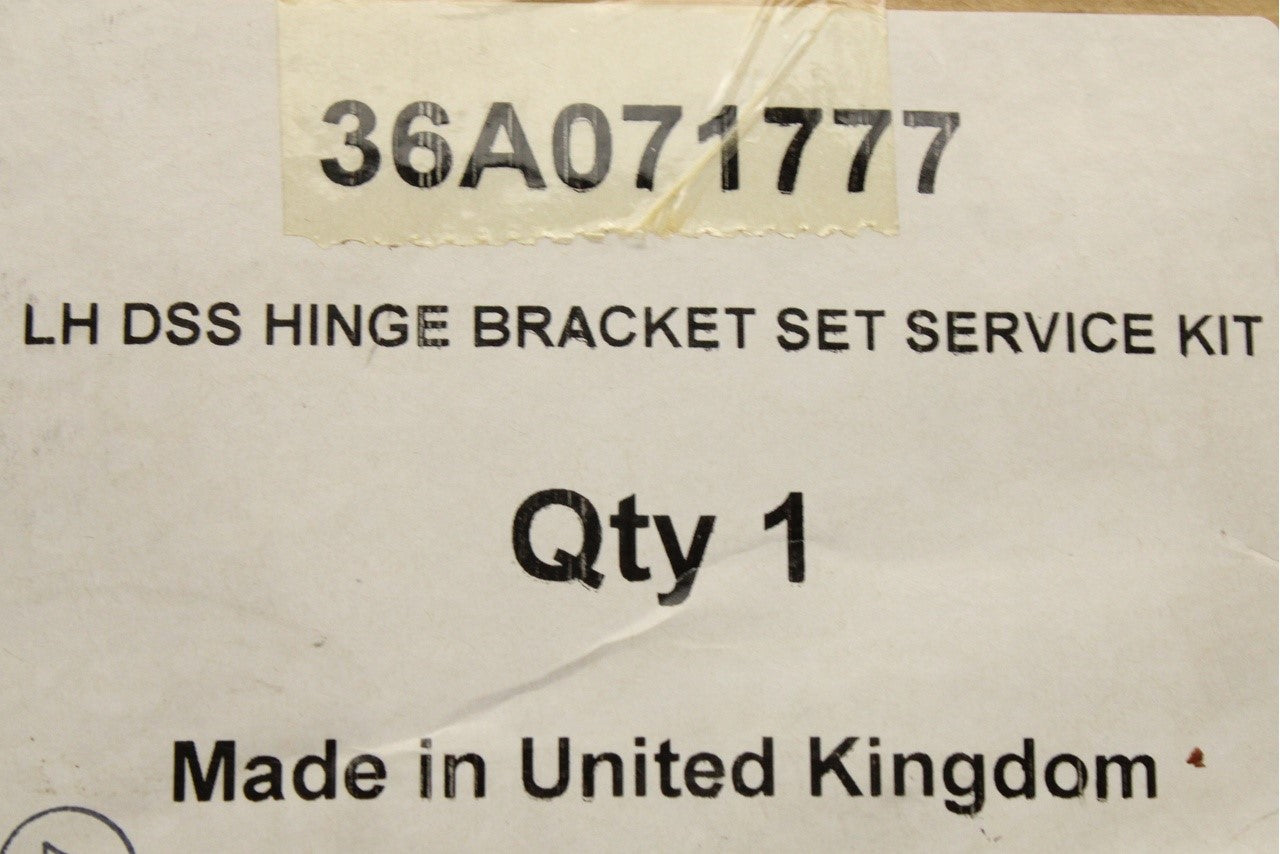 36A071777
LH DSS HINGE BRACKET SET SERVICE KIT
Qty 1
Made in United Kingdom